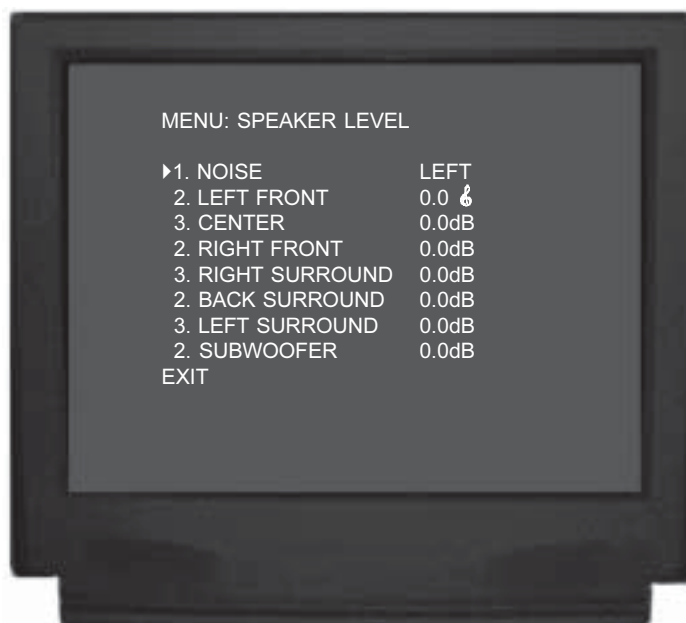 MENU: SPEAKER LEVEL
1. NOISE LEFT
2. LEFT FRONT 0.0
3. CENTER 0.0dB
2. RIGHT FRONT 0.0dB
3. RIGHT SURROUND 0.0dB
2. BACK SURROUND 0.0dB
3. LEFT SURROUND 0.0dB
2. SUBWOOFER 0.0dB
EXIT